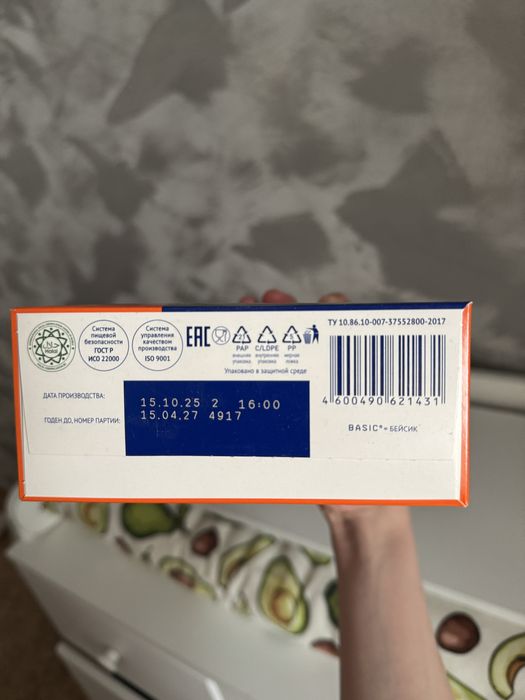 Halal
Система
пищевой
безопасности
ГОСТ Р
ИСО 22000
Система
управления
качеством
производства
ISO 9001
EAC
PAP
внешняя
упаковка
C/LDPE
внутренняя
упаковка
PP
мерная
ложка
Упаковано в защитной среде
ТУ 10.86.10-007-37552800-2017
4 600490 621431
BASIC® = БЕЙСИК
ДАТА ПРОИЗВОДСТВА:
15.10.25 2 16:00
ГОДЕН ДО, НОМЕР ПАРТИИ:
15.04.27 4917